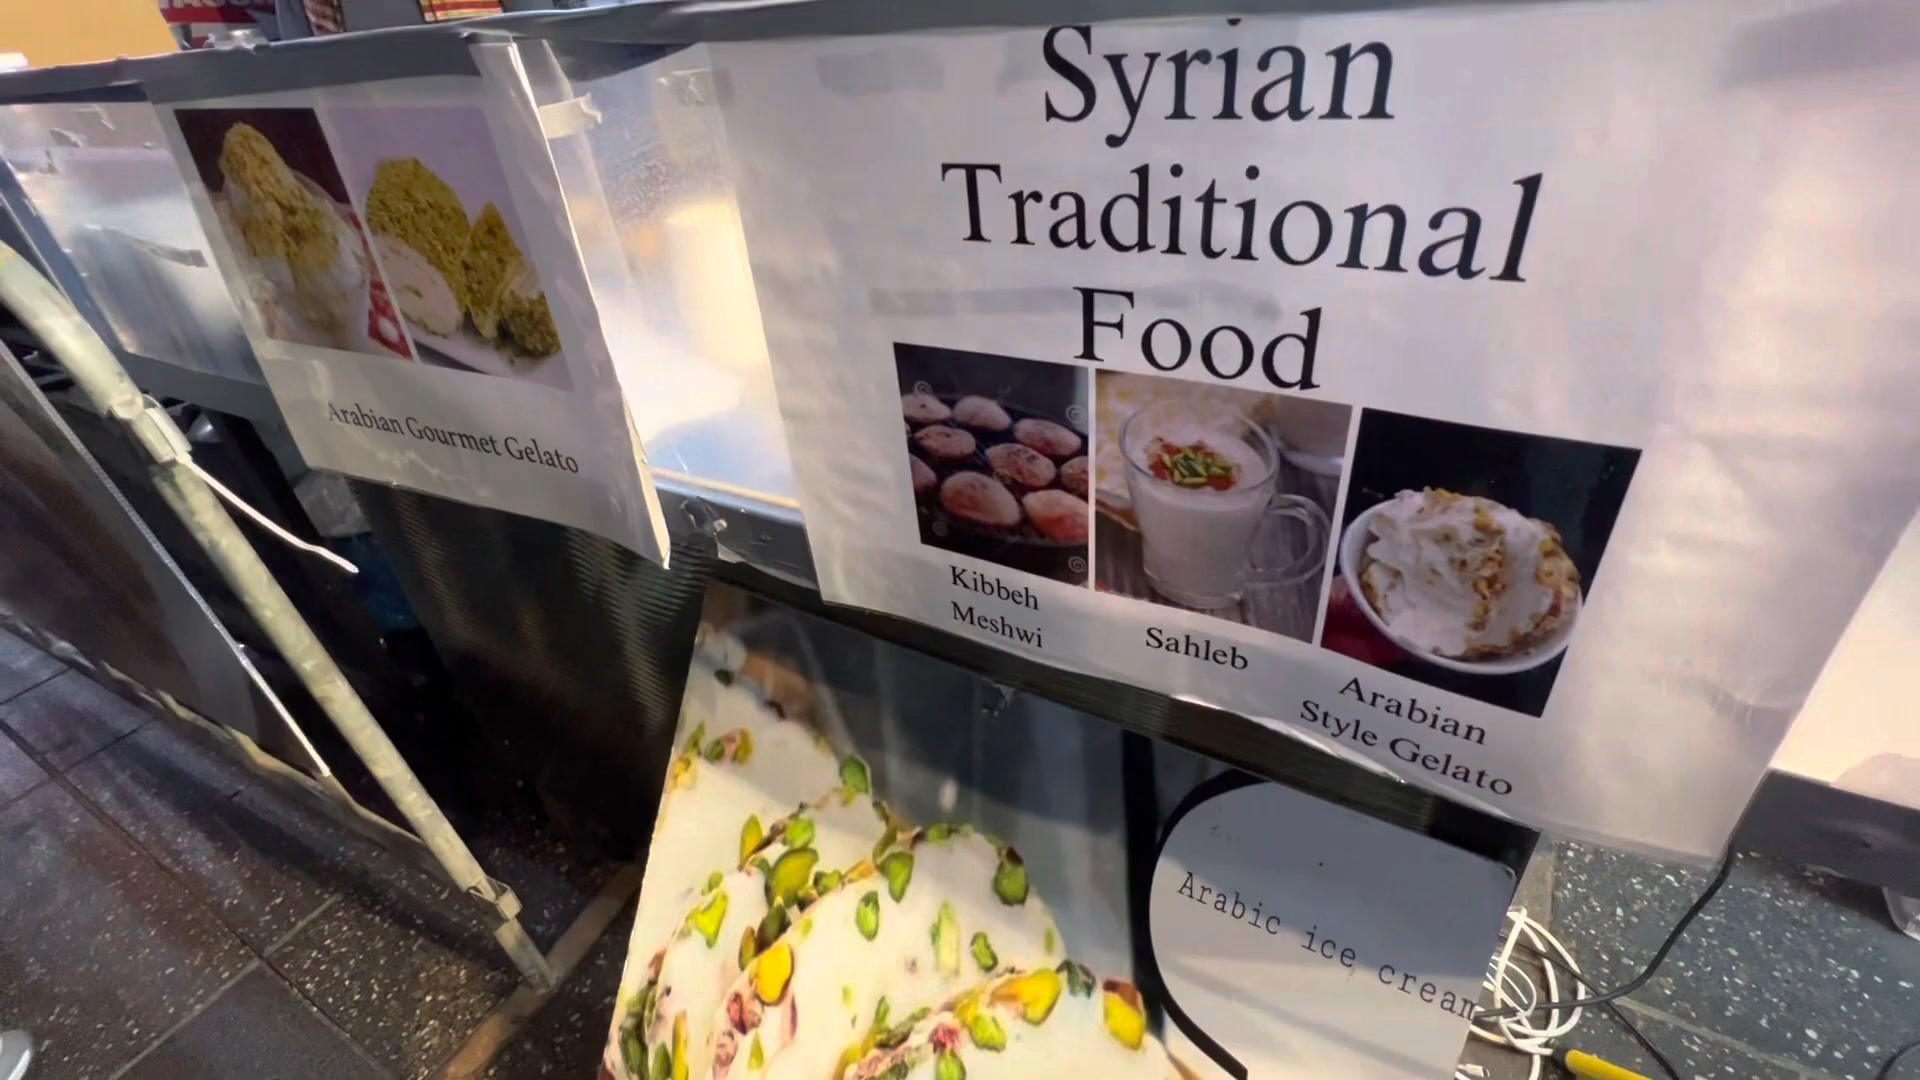 Syrian
Traditional
Food
Arabian Gourmet Gelato
Kibbeh
Meshwi
Sahleb
Arabian
Style Gelato
Arabic ice cream